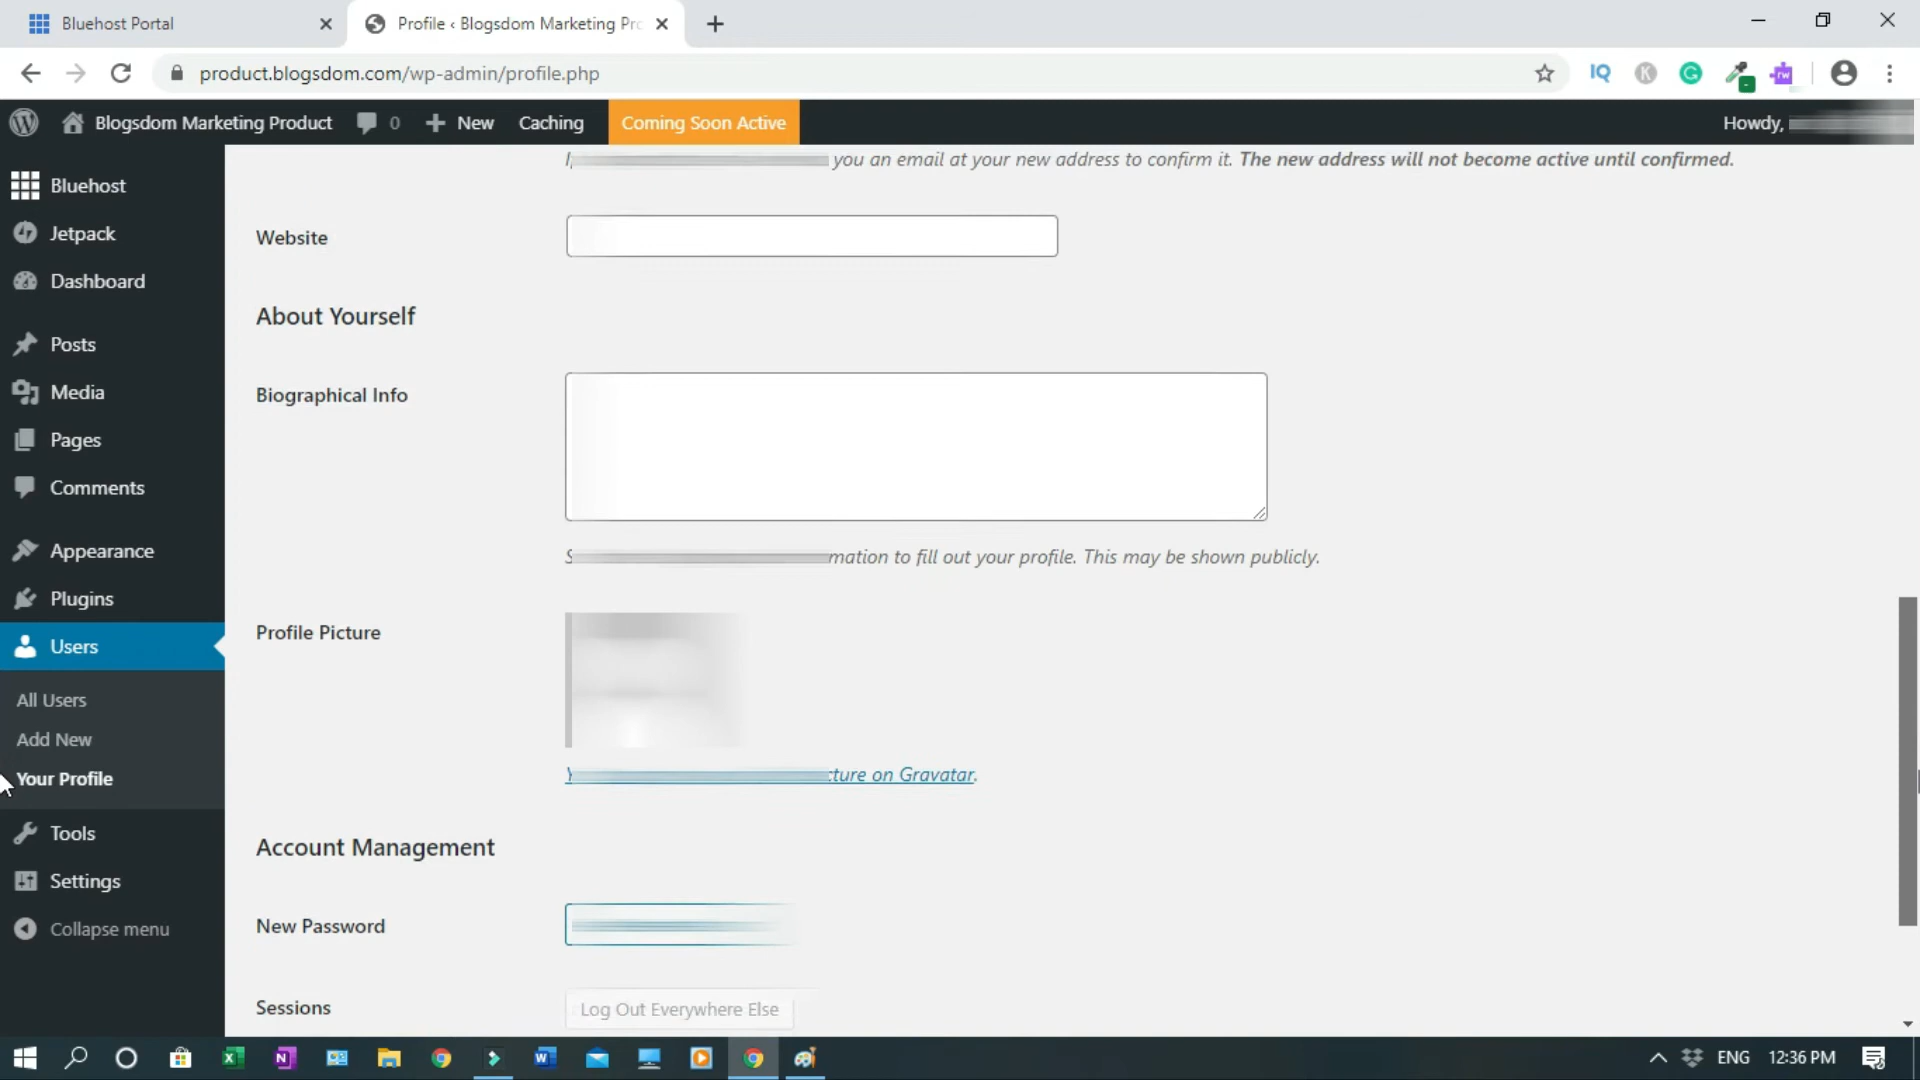 Bluehost Portal
Profile ‹ Blogsdom Marketing Pro
product.blogsdom.com/wp-admin/profile.php
IQ
K
G
rw
Blogsdom Marketing Product
0
New
Caching
Coming Soon Active
Howdy,
you an email at your new address to confirm it. The new address will not become active until confirmed.
Bluehost
Jetpack
Dashboard
Posts
Media
Pages
Comments
Appearance
Plugins
Users
All Users
Add New
Your Profile
Tools
Settings
Collapse menu
Website
About Yourself
Biographical Info
mation to fill out your profile. This may be shown publicly.
Profile Picture
cture on Gravatar.
Account Management
New Password
Sessions
Log Out Everywhere Else
ENG
12:36 PM